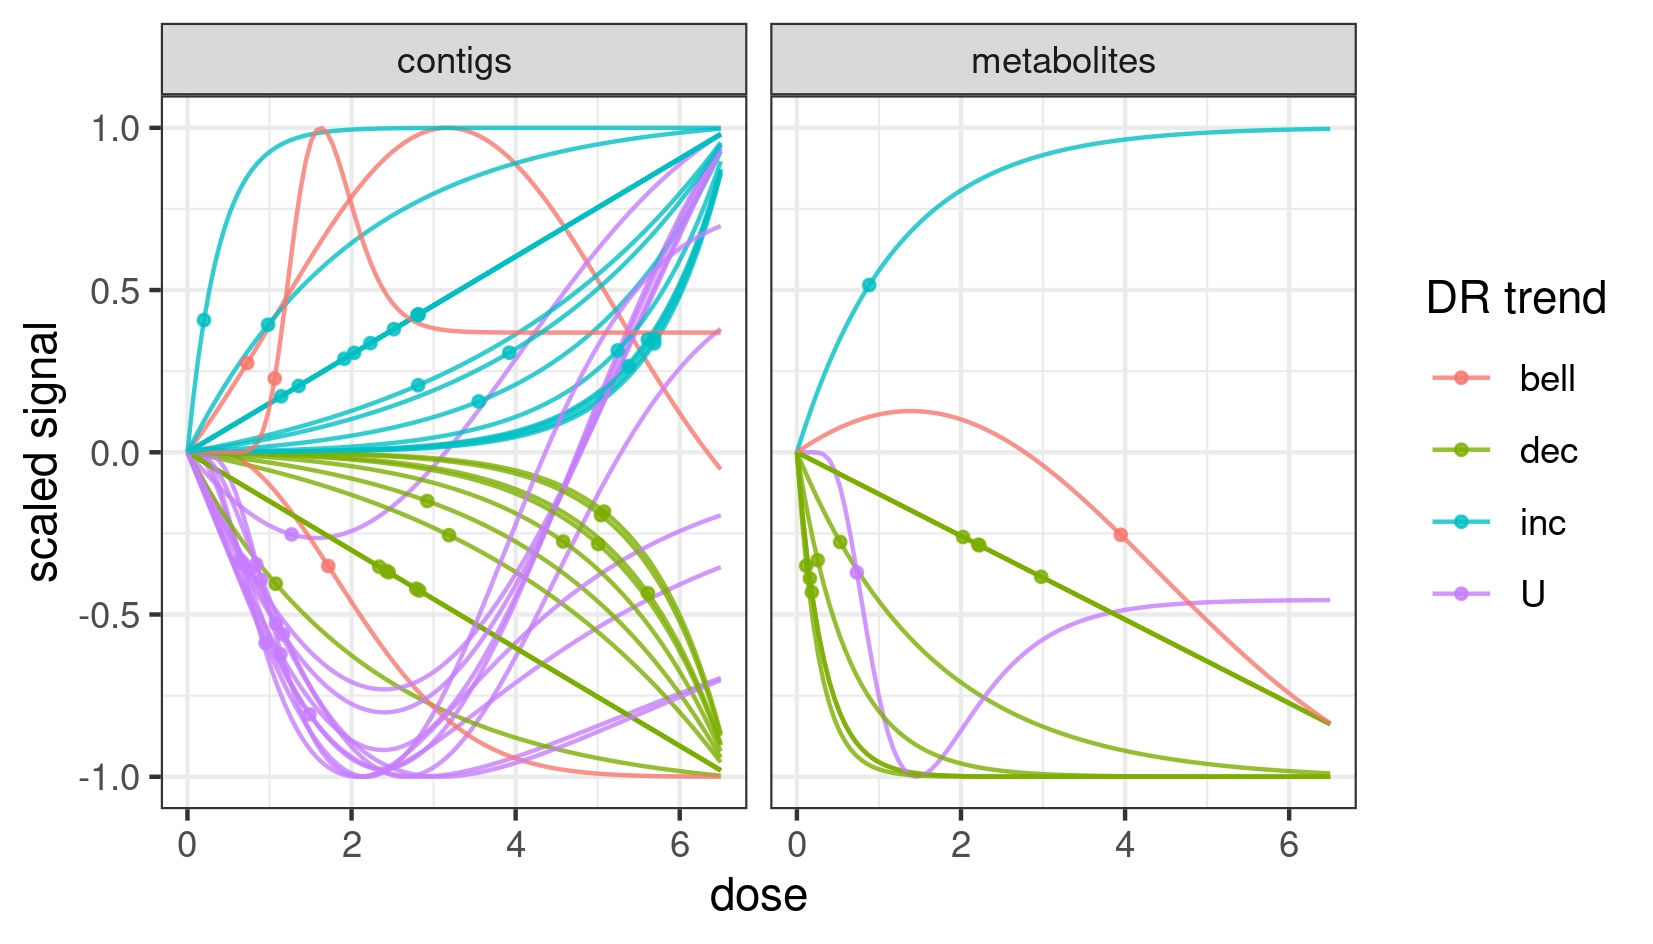 contigs
metabolites
1.0
0.5
0.0
-0.5
-1.0
scaled signal
0 2 4 6
0 2 4 6
dose
DR trend
bell
dec
inc
U